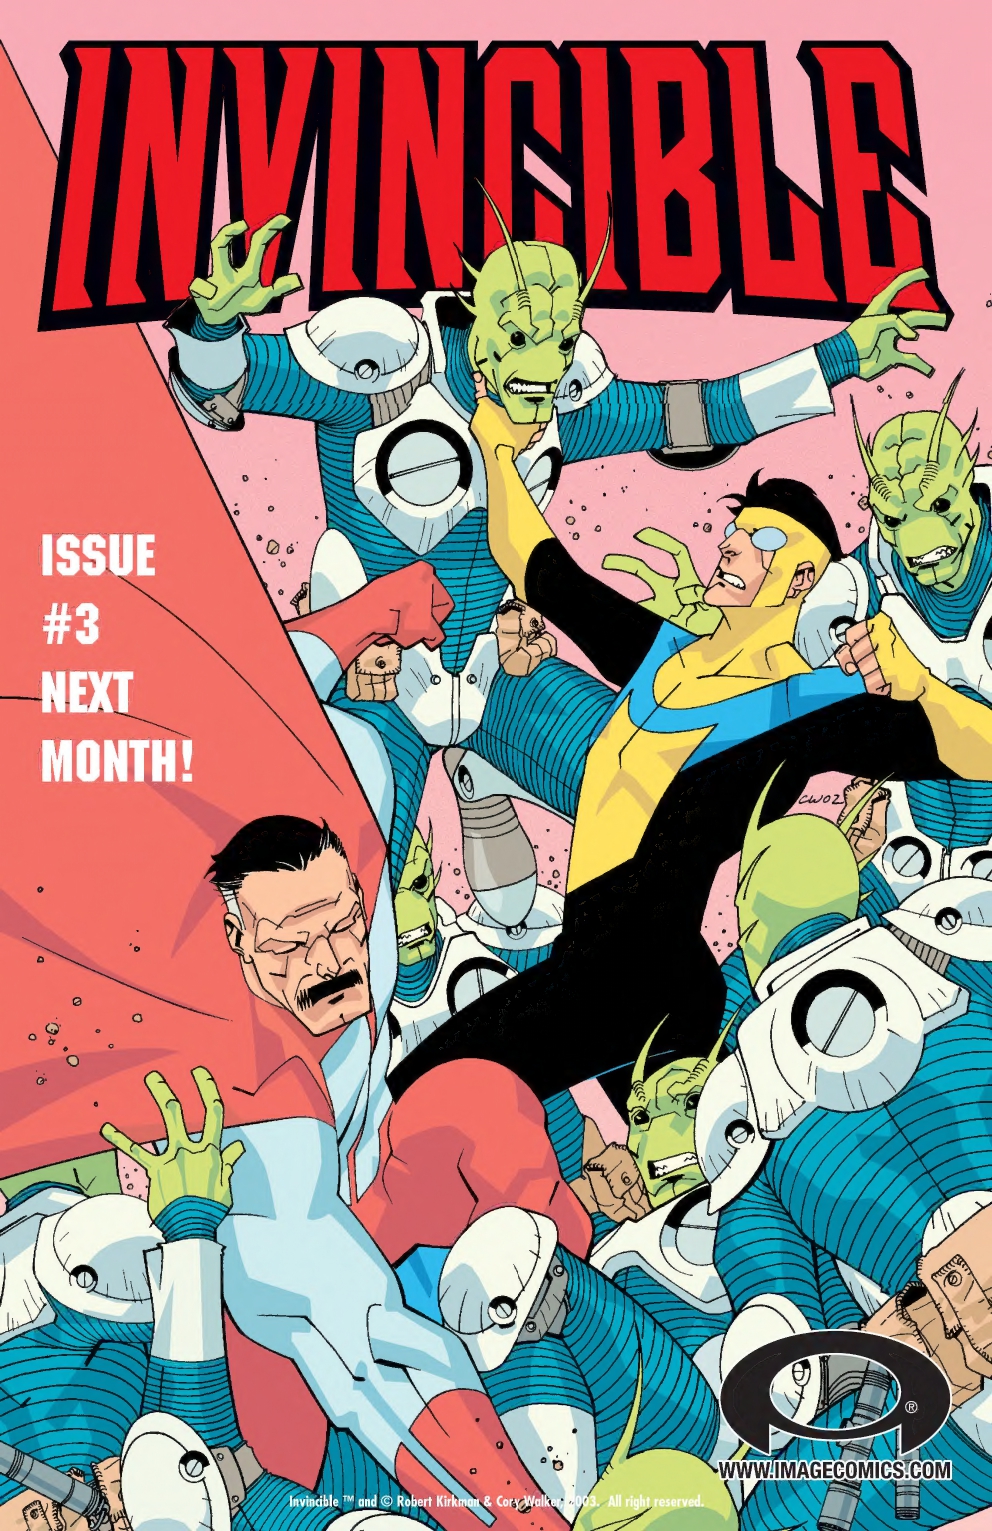 INVINCIBLE
ISSUE
#3
NEXT
MONTH!
CW02
®
WWW.IMAGECOMICS.COM
Invincible ™ and © Robert Kirkman & Cory Walker, 2003. All right reserved.